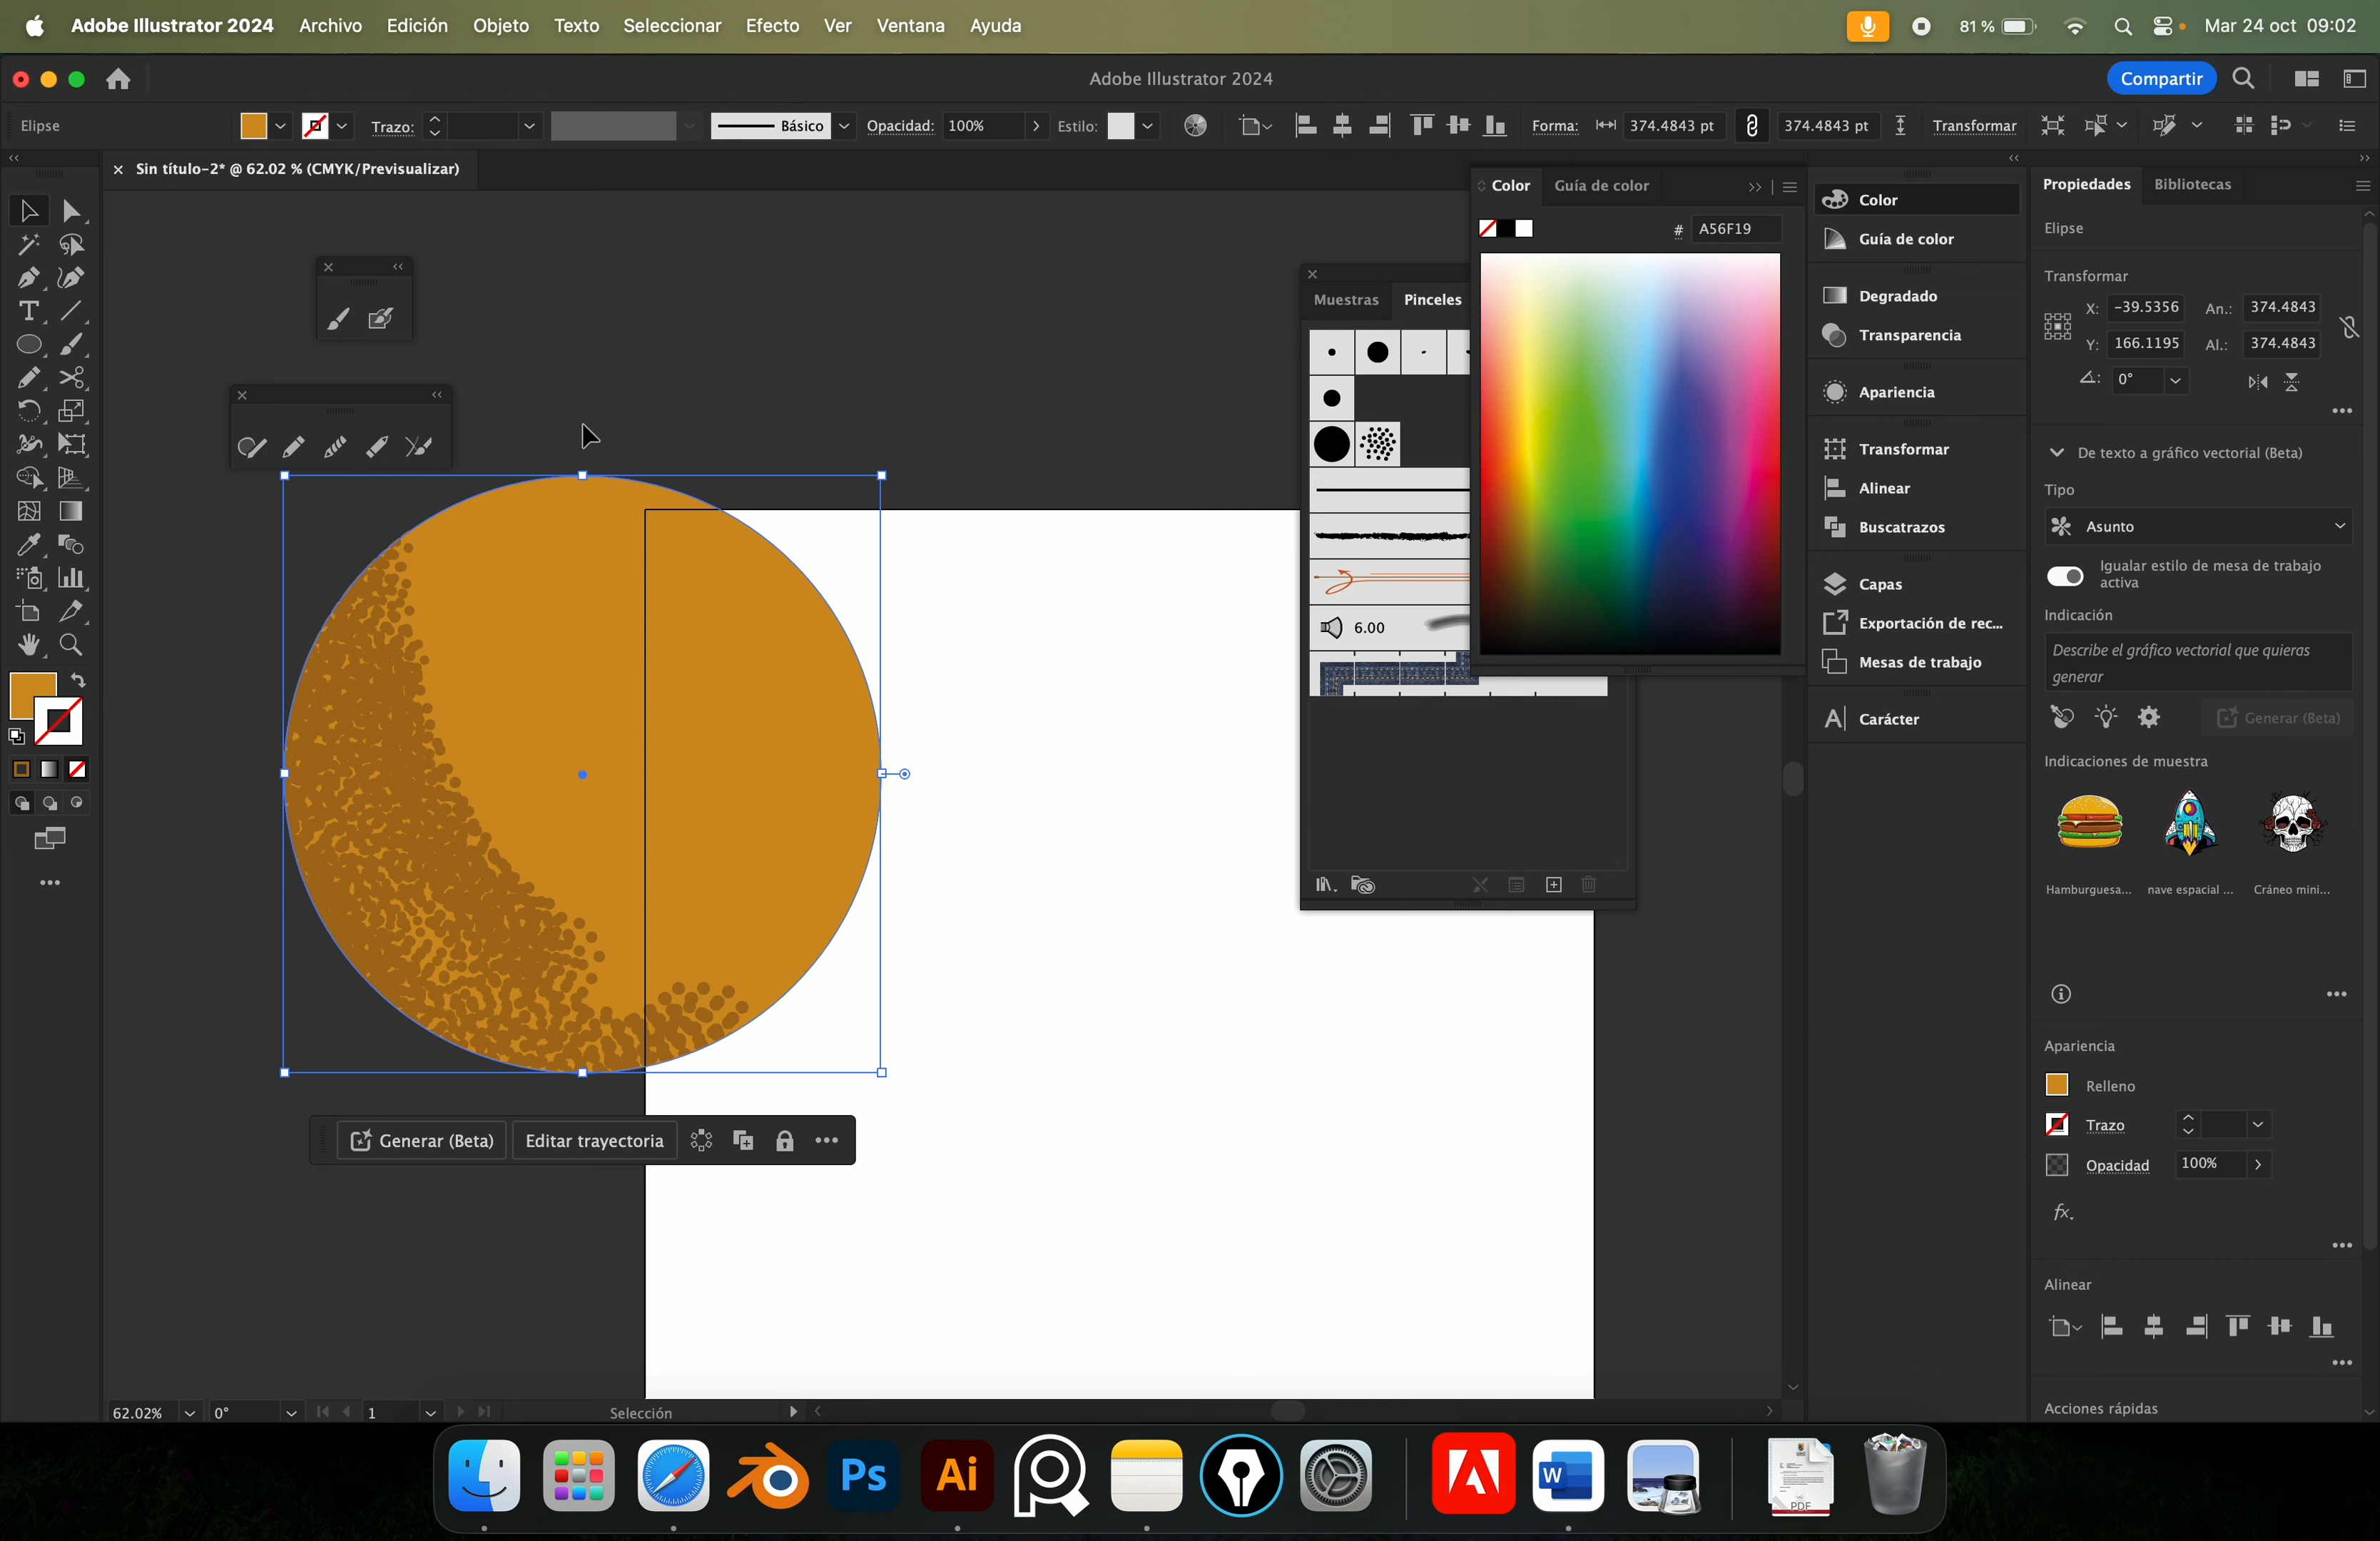 Adobe Illustrator 2024 Archivo Edición Objeto Texto Seleccionar Efecto Ver Ventana Ayuda 81 % Mar 24 oct 09:02
Adobe Illustrator 2024 Compartir
Elipse Trazo: Básico Opacidad: 100% Estilo: Forma: 374.4843 pt 374.4843 pt Transformar
Sin título-2* @ 62.02 % (CMYK/Previsualizar)
Color Guía de color
# A56F19
Muestras Pinceles
6.00
Color
Guía de color
Degradado
Transparencia
Apariencia
Transformar
Alinear
Buscatrazos
Capas
Exportación de rec...
Mesas de trabajo
Carácter
Propiedades Bibliotecas
Elipse
Transformar
X: -39.5356 An.: 374.4843
Y: 166.1195 Al.: 374.4843
0°
De texto a gráfico vectorial (Beta)
Tipo
Asunto
Igualar estilo de mesa de trabajo
activa
Indicación
Describe el gráfico vectorial que quieras
generar
Generar (Beta)
Indicaciones de muestra
Hamburguesa... nave espacial ... Cráneo mini...
Apariencia
Relleno
Trazo
Opacidad 100%
fx.
Alinear
Acciones rápidas
Generar (Beta) Editar trayectoria
62.02% 0° 1 Selección
Ps Ai W PDF